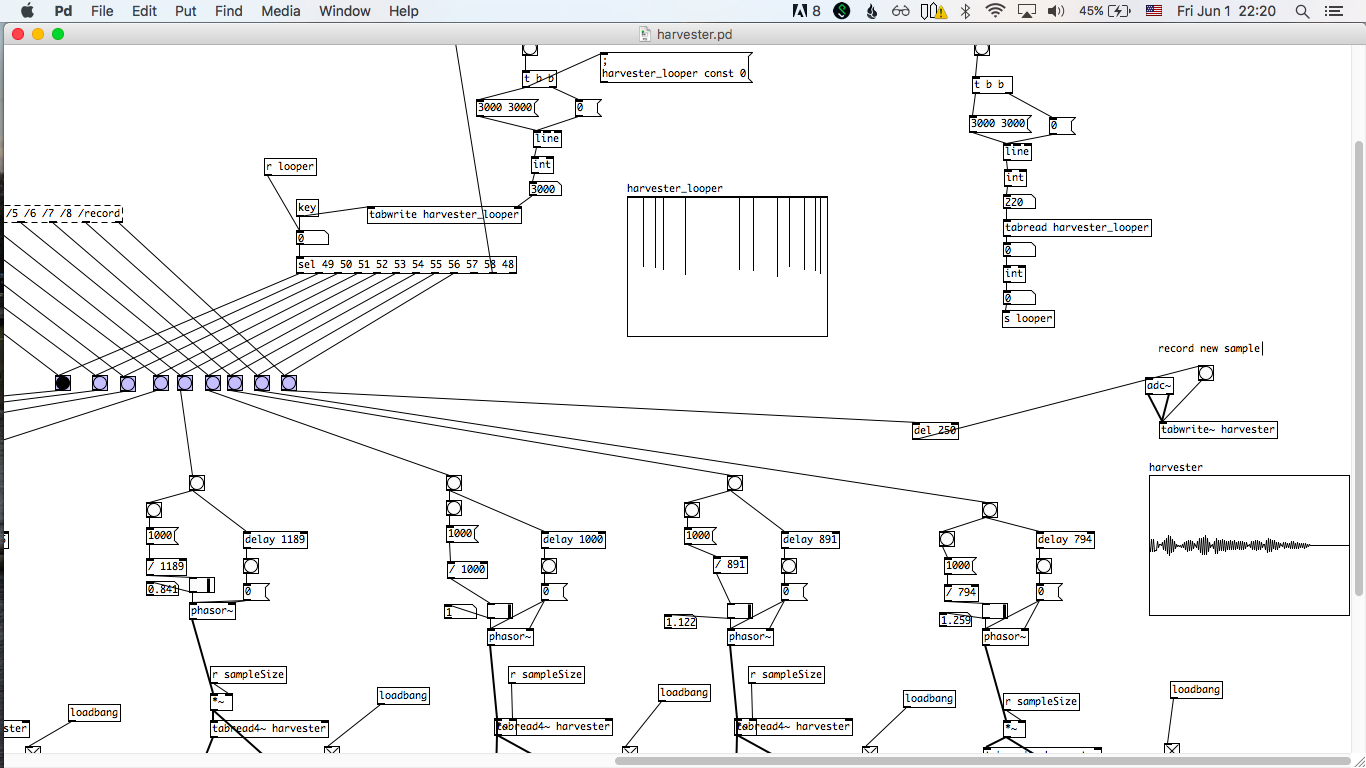 Pd File Edit Put Find Media Window Help 8 45% Fri Jun 1 22:20
harvester.pd
;
harvester_looper const 0
t b b
t b b
3000 3000
0
3000 3000
0
line
line
r looper
int
int
3000
220
harvester_looper
key
tabwrite harvester_looper
/5 /6 /7 /8 /record
tabread harvester_looper
0
0
sel 49 50 51 52 53 54 55 56 57 58 48
int
0
s looper
record new sample
adc~
del 250
tabwrite~ harvester
harvester
1000
delay 1189
1000
delay 1000
1000
delay 891
1000
delay 794
/ 1189
/ 1000
/ 891
/ 794
0.841
0
1
0
1.122
0
1.259
0
phasor~
phasor~
phasor~
phasor~
r sampleSize
r sampleSize
r sampleSize
r sampleSize
loadbang
loadbang
loadbang
loadbang
loadbang
*~
*~
ster
tabread4~ harvester
tabread4~ harvester
tabread4~ harvester